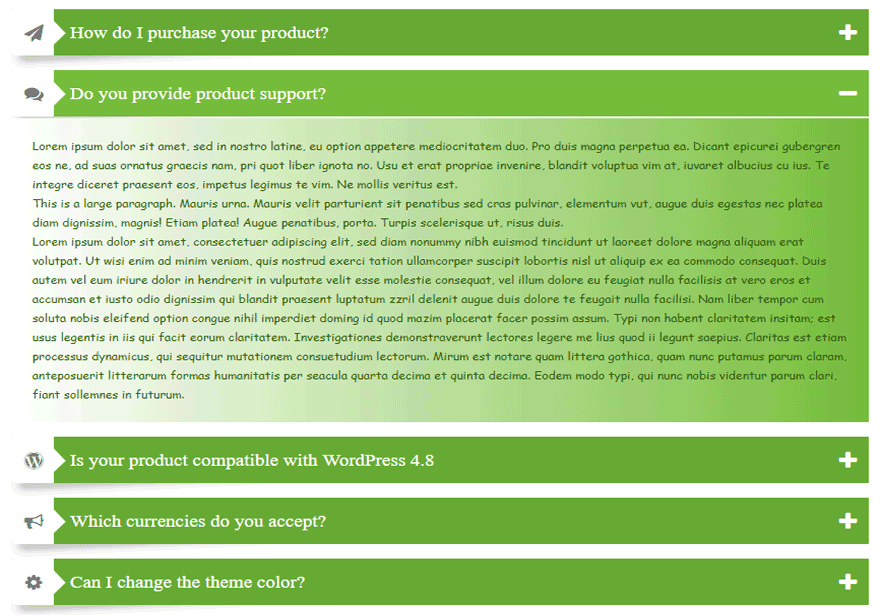 How do I purchase your product?
Do you provide product support?
Lorem ipsum dolor sit amet, sed in nostro latine, eu option appetere mediocritatem duo. Pro duis magna perpetua ea. Dicant epicurei gubergren
eos ne, ad suas ornatus graecis nam, pri quot liber ignota no. Usu et erat propriae invenire, blandit voluptua vim at, iuvaret albucius cu ius. Te
integre diceret praesent eos, impetus legimus te vim. Ne mollis veritus est.
This is a large paragraph. Mauris urna. Mauris velit parturient sit penatibus sed cras pulvinar, elementum vut, augue duis egestas nec platea
diam dignissim, magnis! Etiam platea! Augue penatibus, porta. Turpis scelerisque ut, risus duis.
Lorem ipsum dolor sit amet, consectetuer adipiscing elit, sed diam nonummy nibh euismod tincidunt ut laoreet dolore magna aliquam erat
volutpat. Ut wisi enim ad minim veniam, quis nostrud exerci tation ullamcorper suscipit lobortis nisl ut aliquip ex ea commodo consequat. Duis
autem vel eum iriure dolor in hendrerit in vulputate velit esse molestie consequat, vel illum dolore eu feugiat nulla facilisis at vero eros et
accumsan et iusto odio dignissim qui blandit praesent luptatum zzril delenit augue duis dolore te feugait nulla facilisi. Nam liber tempor cum
soluta nobis eleifend option congue nihil imperdiet doming id quod mazim placerat facer possim assum. Typi non habent claritatem insitam; est
usus legentis in iis qui facit eorum claritatem. Investigationes demonstraverunt lectores legere me lius quod ii legunt saepius. Claritas est etiam
processus dynamicus, qui sequitur mutationem consuetudium lectorum. Mirum est notare quam littera gothica, quam nunc putamus parum claram,
anteposuerit litterarum formas humanitatis per seacula quarta decima et quinta decima. Eodem modo typi, qui nunc nobis videntur parum clari,
fiant sollemnes in futurum.
Is your product compatible with WordPress 4.8
Which currencies do you accept?
Can I change the theme color?